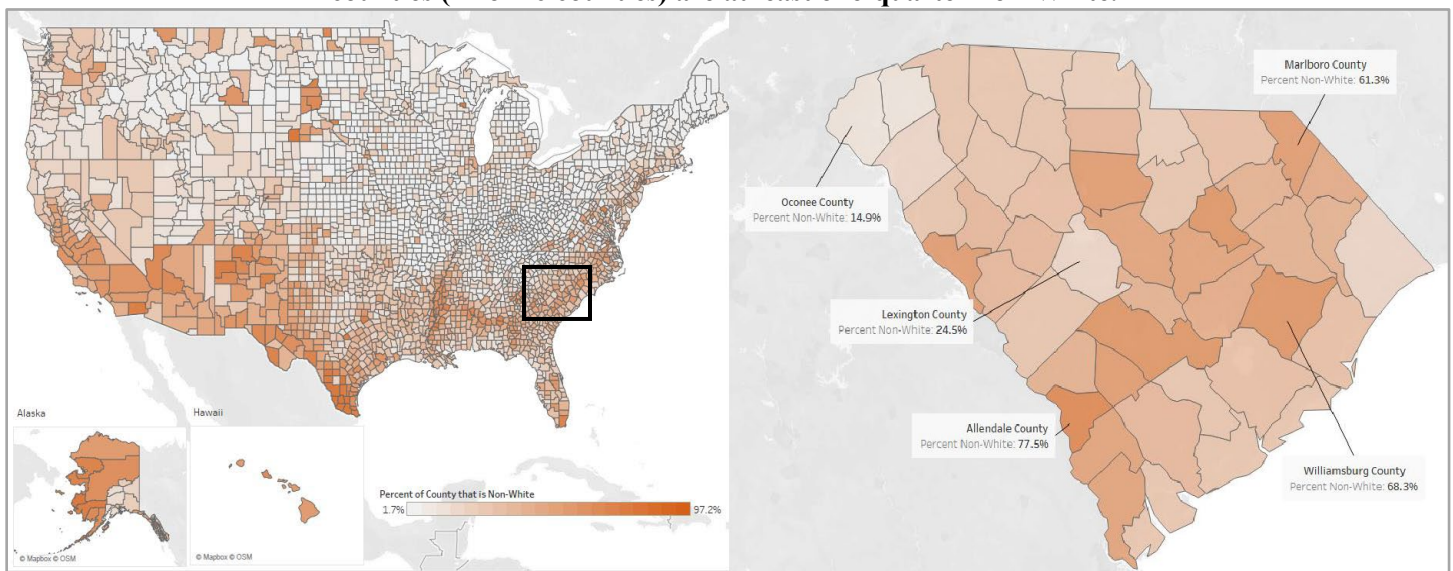 Marlboro County
Percent Non-White: 61.3%
Oconee County
Percent Non-White: 14.9%
Lexington County
Percent Non-White: 24.5%
Alaska
Hawaii
Allendale County
Percent Non-White: 77.5%
Williamsburg County
Percent Non-White: 68.3%
Percent of County that is Non-White
1.7%
97.2%
© Mapbox © OSM
© Mapbox © OSM